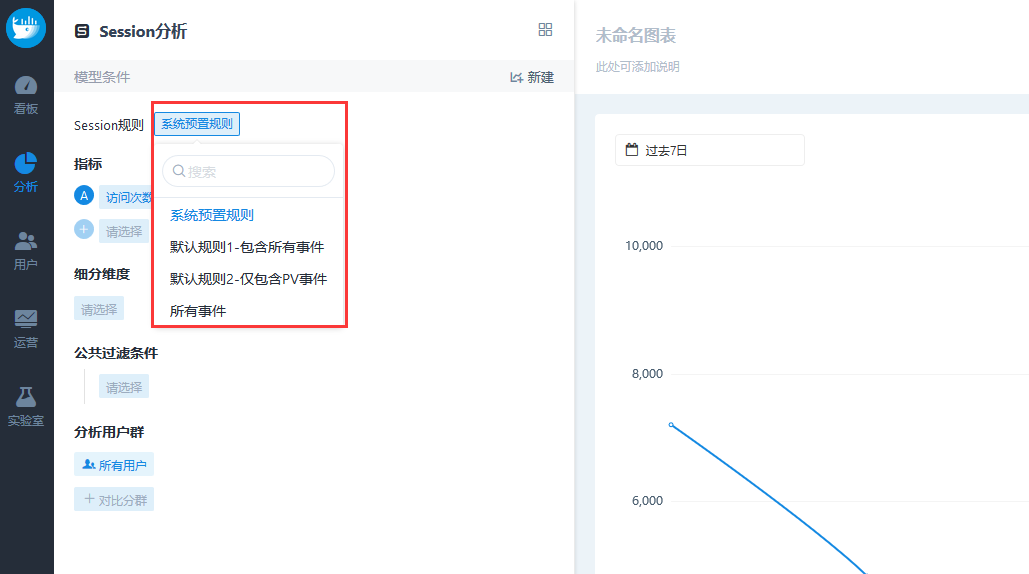 看板
分析
用户
运营
实验室
Session分析
模型条件
新建
Session规则
系统预置规则
搜索
系统预置规则
默认规则1-包含所有事件
默认规则2-仅包含PV事件
所有事件
指标
A
访问次数
请选择
细分维度
请选择
公共过滤条件
请选择
分析用户群
所有用户
+ 对比分群
未命名图表
此处可添加说明
过去7日
10,000
8,000
6,000